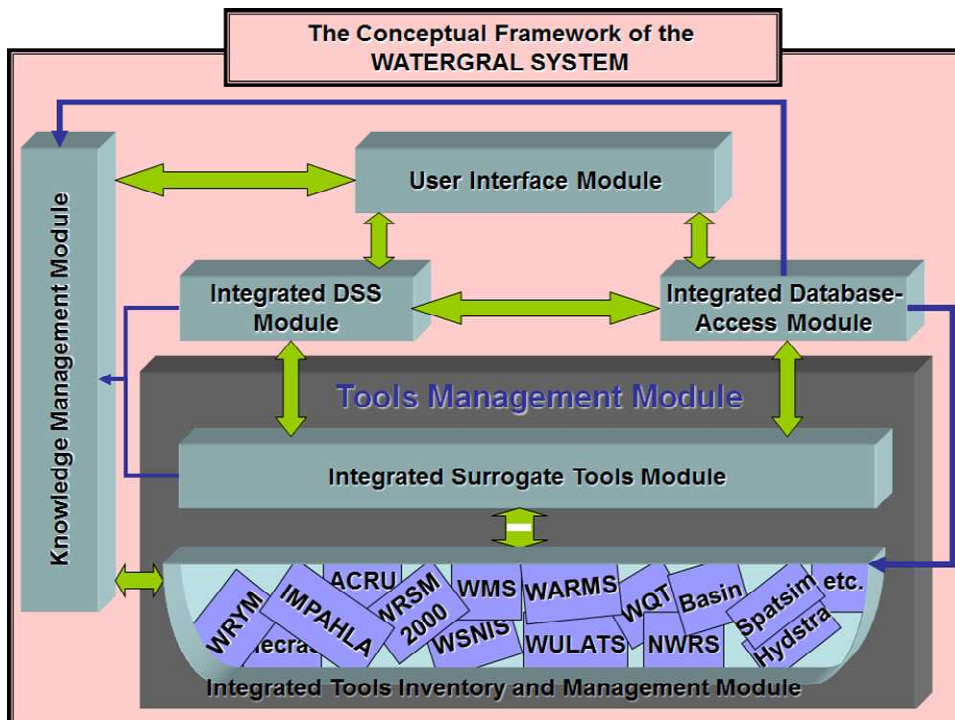 The Conceptual Framework of the
WATERGRAL SYSTEM
User Interface Module
Knowledge Management Module
Integrated DSS
Module
Integrated Database-
Access Module
Tools Management Module
Integrated Surrogate Tools Module
WRYM
IMPAHLA
ACRU
WRSM
2000
WMS
WSNIS
WARMS
WULATS
WQT
Basin
NWRS
Spatsim
Hydstra
etc.
Integrated Tools Inventory and Management Module